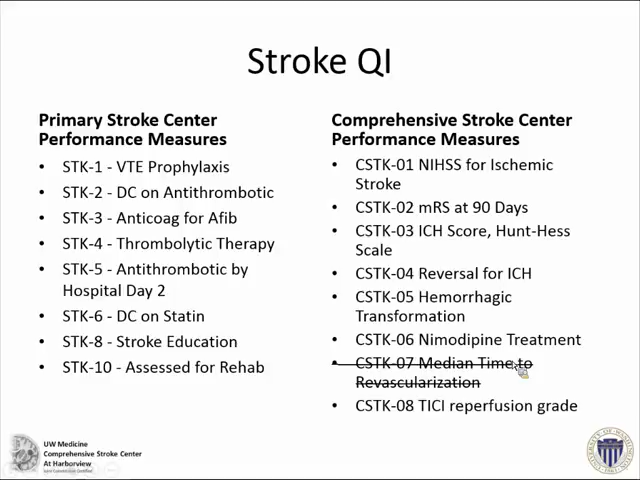 Stroke QI
Primary Stroke Center
Performance Measures
• STK-1 - VTE Prophylaxis
• STK-2 - DC on Antithrombotic
• STK-3 - Anticoag for Afib
• STK-4 - Thrombolytic Therapy
• STK-5 - Antithrombotic by
Hospital Day 2
• STK-6 - DC on Statin
• STK-8 - Stroke Education
• STK-10 - Assessed for Rehab
Comprehensive Stroke Center
Performance Measures
• CSTK-01 NIHSS for Ischemic
Stroke
• CSTK-02 mRS at 90 Days
• CSTK-03 ICH Score, Hunt-Hess
Scale
• CSTK-04 Reversal for ICH
• CSTK-05 Hemorrhagic
Transformation
• CSTK-06 Nimodipine Treatment
• CSTK-07 Median Time to
Revascularization
• CSTK-08 TICI reperfusion grade
UW Medicine
Comprehensive Stroke Center
At Harborview